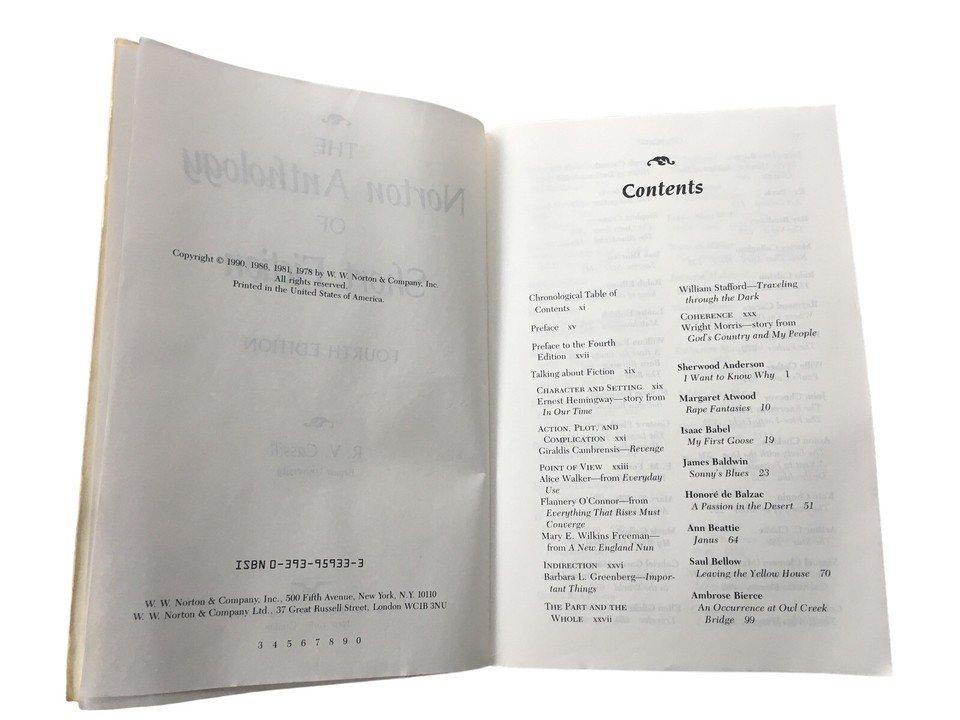 THE
Norton Anthology
OF
Short Fiction
FOURTH EDITION
R. V. Cassill
Copyright © 1990, 1986, 1981, 1978 by W. W. Norton & Company, Inc.
All rights reserved.
Printed in the United States of America.
ISBN 0-393-95933-3
W. W. Norton & Company, Inc., 500 Fifth Avenue, New York, N.Y. 10110
W. W. Norton & Company Ltd., 37 Great Russell Street, London WC1B 3NU
3 4 5 6 7 8 9 0
Contents
Chronological Table of
Contents xi
Preface xv
Preface to the Fourth
Edition xvii
Talking about Fiction xix
CHARACTER AND SETTING xix
Ernest Hemingway—story from
In Our Time
ACTION, PLOT, AND
COMPLICATION xxi
Giraldis Cambrensis—Revenge
POINT OF VIEW xxiii
Alice Walker—from Everyday
Use
Flannery O'Connor—from
Everything That Rises Must
Converge
Mary E. Wilkins Freeman—
from A New England Nun
INDIRECTION xxvi
Barbara L. Greenberg—Impor-
tant Things
THE PART AND THE
WHOLE xxvii
William Stafford—Traveling
through the Dark
COHERENCE xxx
Wright Morris—story from
God's Country and My People
Sherwood Anderson
I Want to Know Why 1
Margaret Atwood
Rape Fantasies 10
Isaac Babel
My First Goose 19
James Baldwin
Sonny's Blues 23
Honoré de Balzac
A Passion in the Desert 51
Ann Beattie
Janus 64
Saul Bellow
Leaving the Yellow House 70
Ambrose Bierce
An Occurrence at Owl Creek
Bridge 99